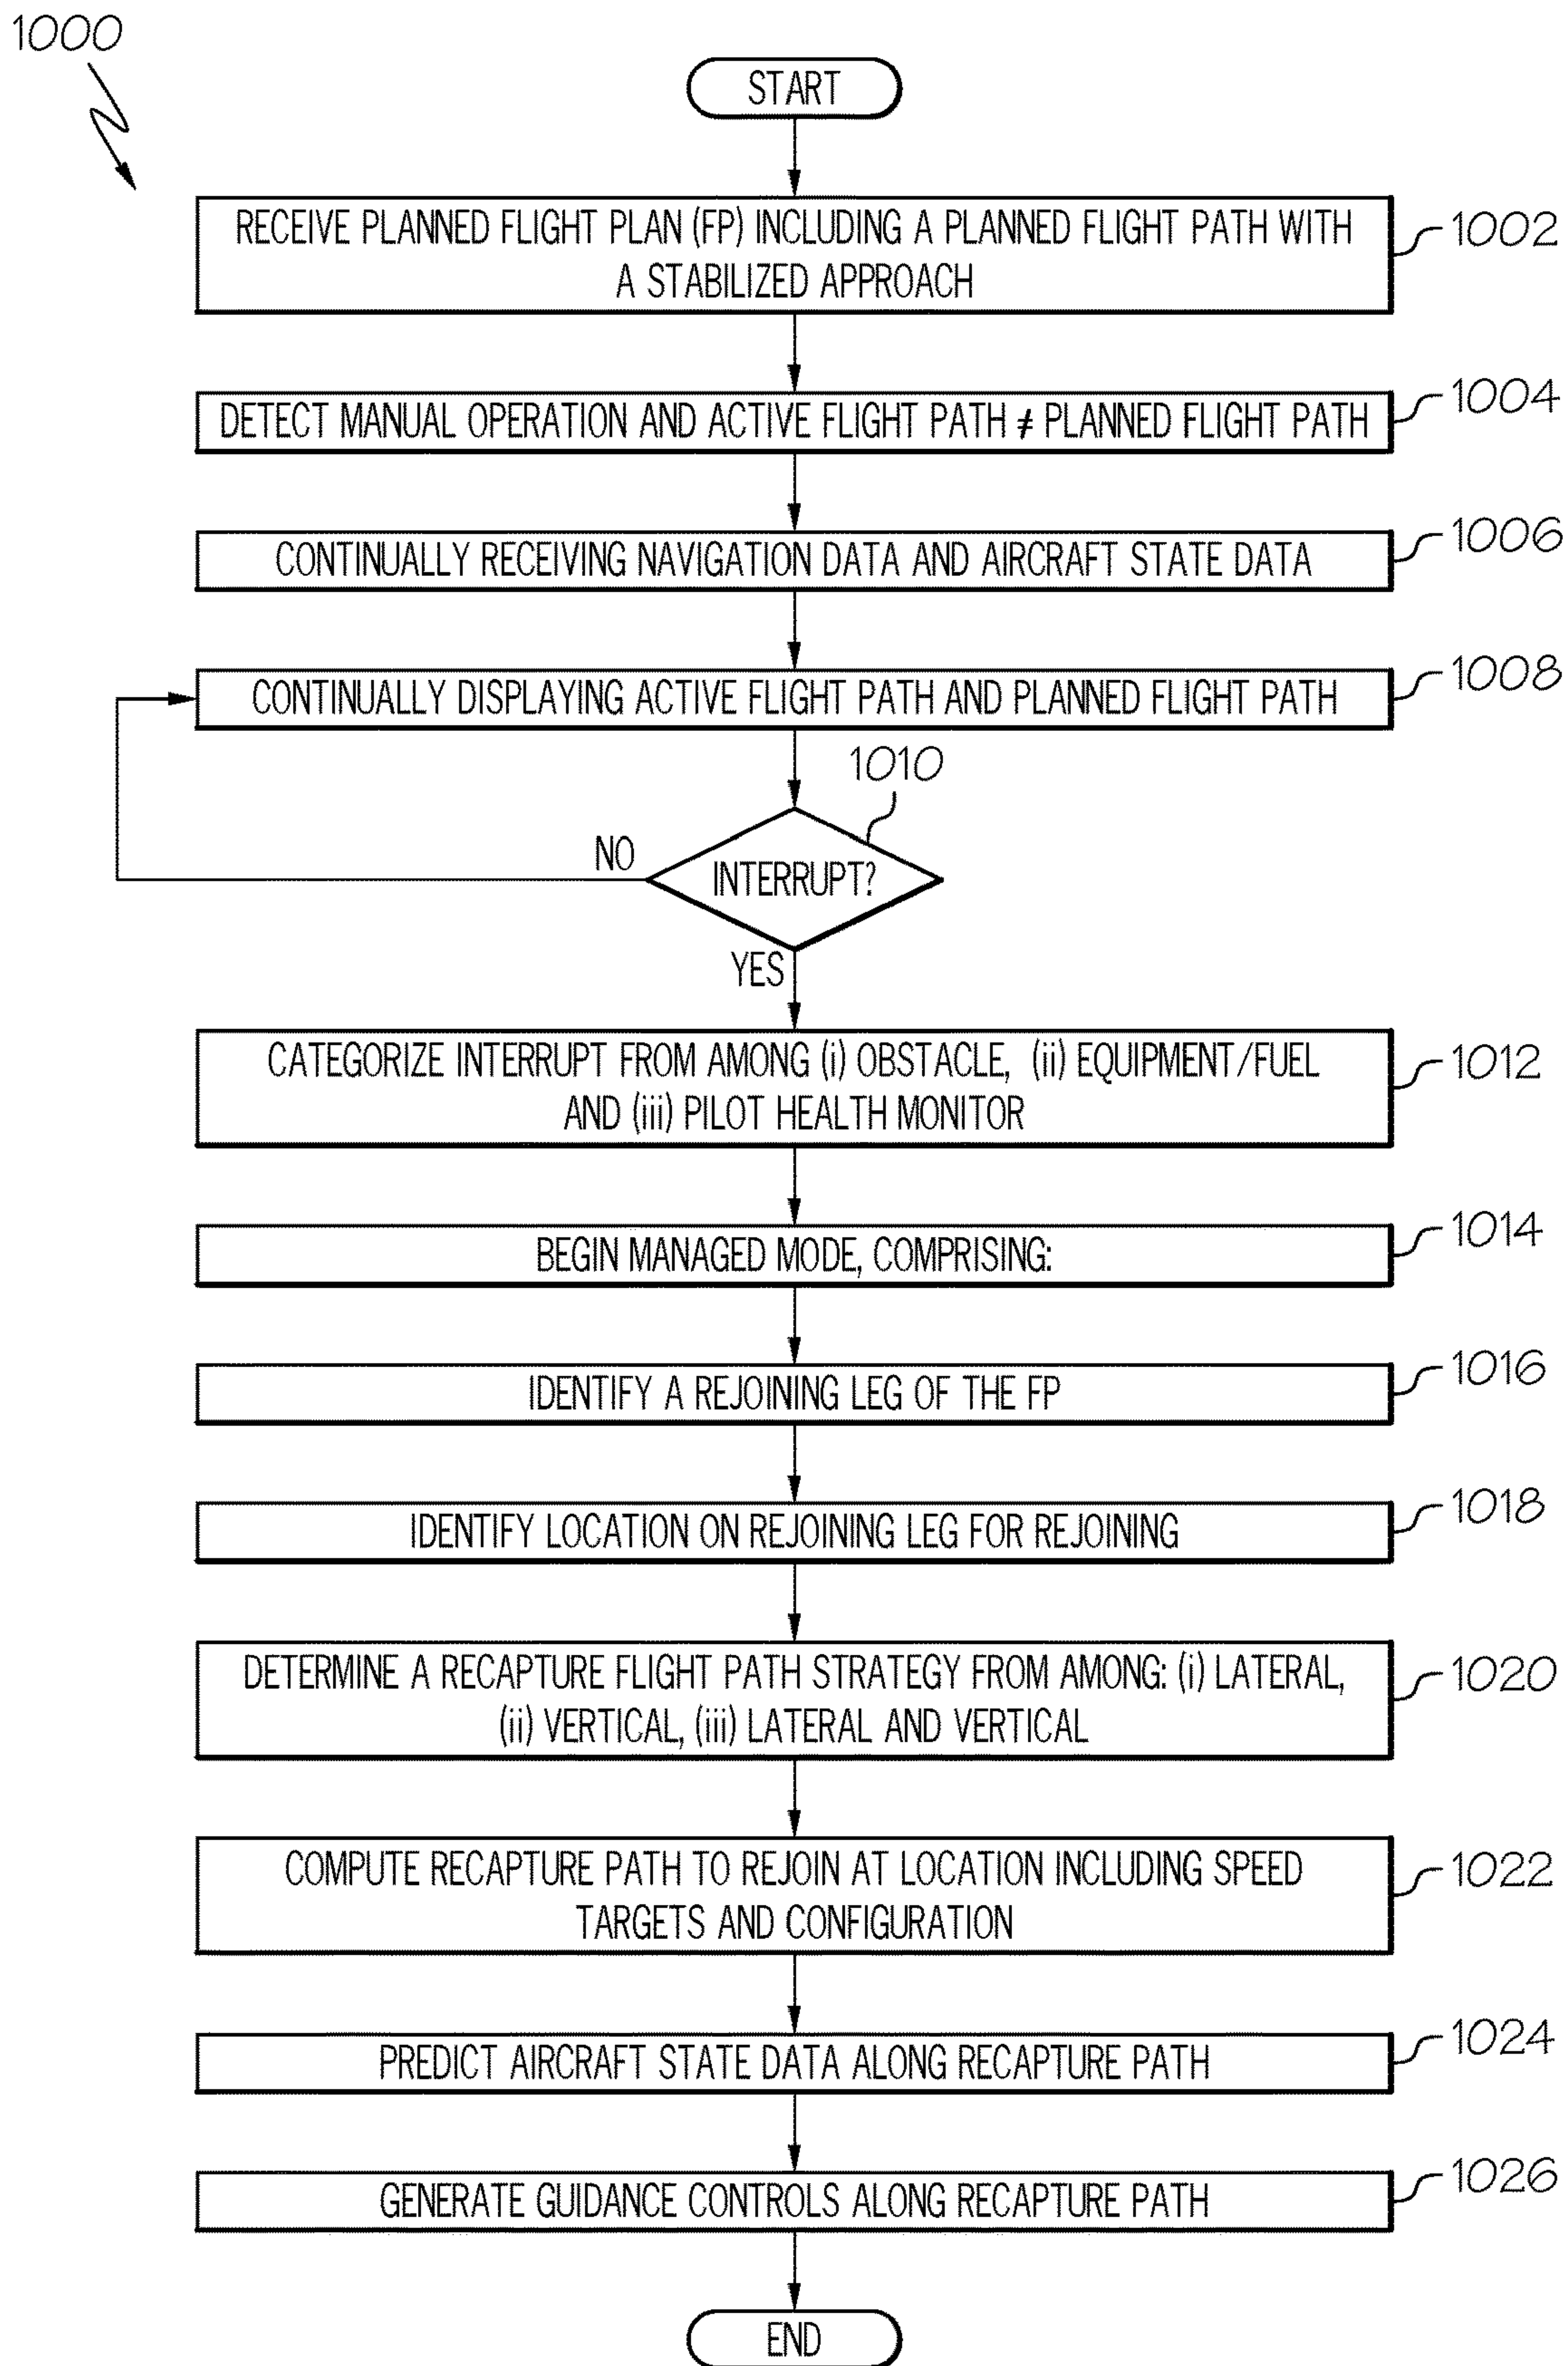 1000
START
RECEIVE PLANNED FLIGHT PLAN (FP) INCLUDING A PLANNED FLIGHT PATH WITH
A STABILIZED APPROACH
1002
DETECT MANUAL OPERATION AND ACTIVE FLIGHT PATH ≠ PLANNED FLIGHT PATH
1004
CONTINUALLY RECEIVING NAVIGATION DATA AND AIRCRAFT STATE DATA
1006
CONTINUALLY DISPLAYING ACTIVE FLIGHT PATH AND PLANNED FLIGHT PATH
1008
1010
NO
INTERRUPT?
YES
CATEGORIZE INTERRUPT FROM AMONG (i) OBSTACLE, (ii) EQUIPMENT/FUEL
AND (iii) PILOT HEALTH MONITOR
1012
BEGIN MANAGED MODE, COMPRISING:
1014
IDENTIFY A REJOINING LEG OF THE FP
1016
IDENTIFY LOCATION ON REJOINING LEG FOR REJOINING
1018
DETERMINE A RECAPTURE FLIGHT PATH STRATEGY FROM AMONG: (i) LATERAL,
(ii) VERTICAL, (iii) LATERAL AND VERTICAL
1020
COMPUTE RECAPTURE PATH TO REJOIN AT LOCATION INCLUDING SPEED
TARGETS AND CONFIGURATION
1022
PREDICT AIRCRAFT STATE DATA ALONG RECAPTURE PATH
1024
GENERATE GUIDANCE CONTROLS ALONG RECAPTURE PATH
1026
END